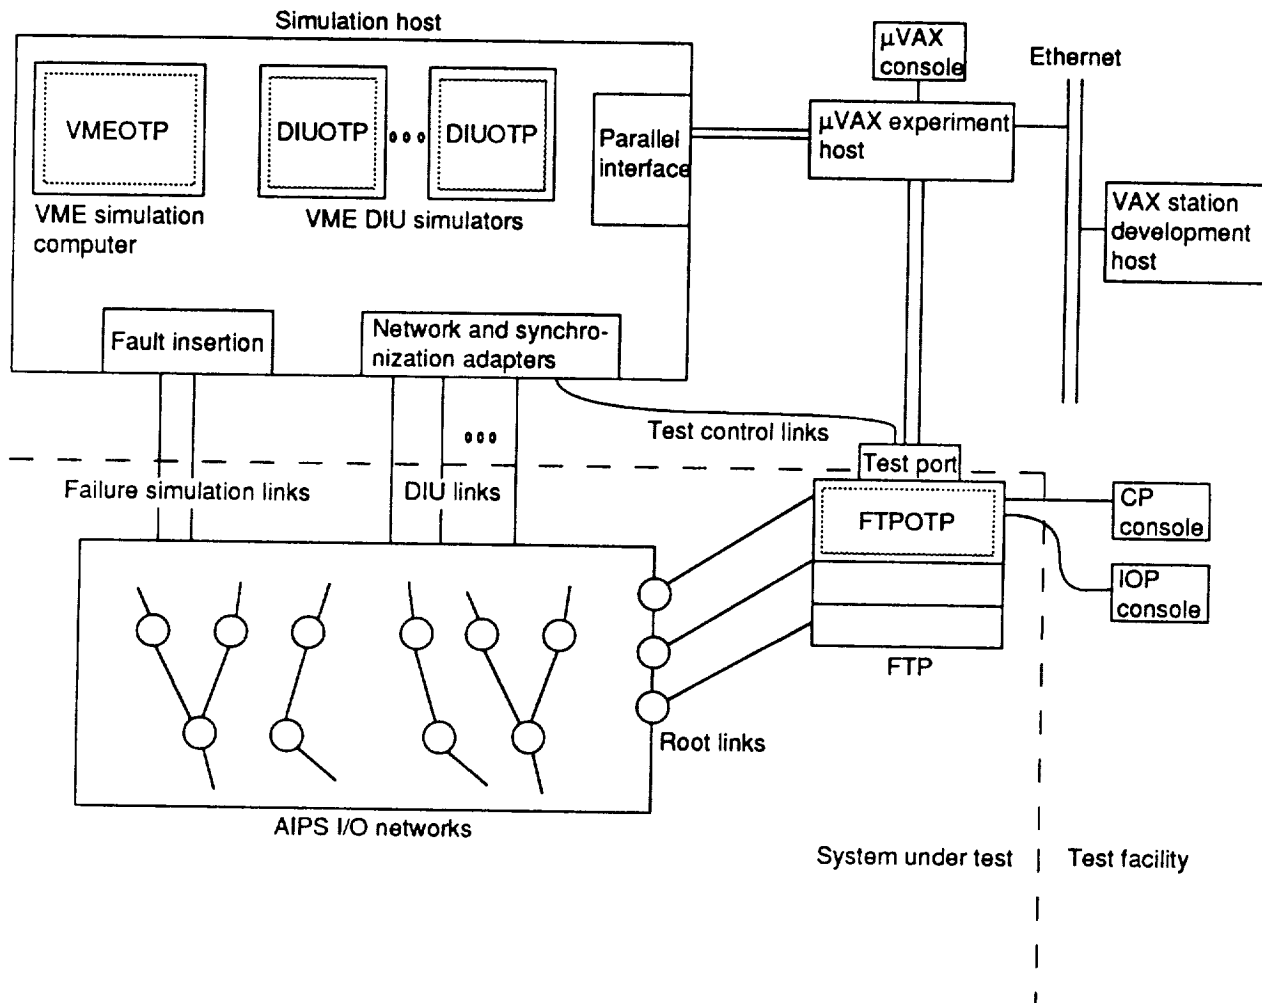 Simulation host
µVAX
console
Ethernet
VMEOTP
DIUOTP
DIUOTP
Parallel
interface
µVAX experiment
host
VME simulation
computer
VME DIU simulators
VAX station
development
host
Fault insertion
Network and synchro-
nization adapters
Test control links
Test port
Failure simulation links
DIU links
FTPOTP
CP
console
IOP
console
FTP
Root links
AIPS I/O networks
System under test
Test facility